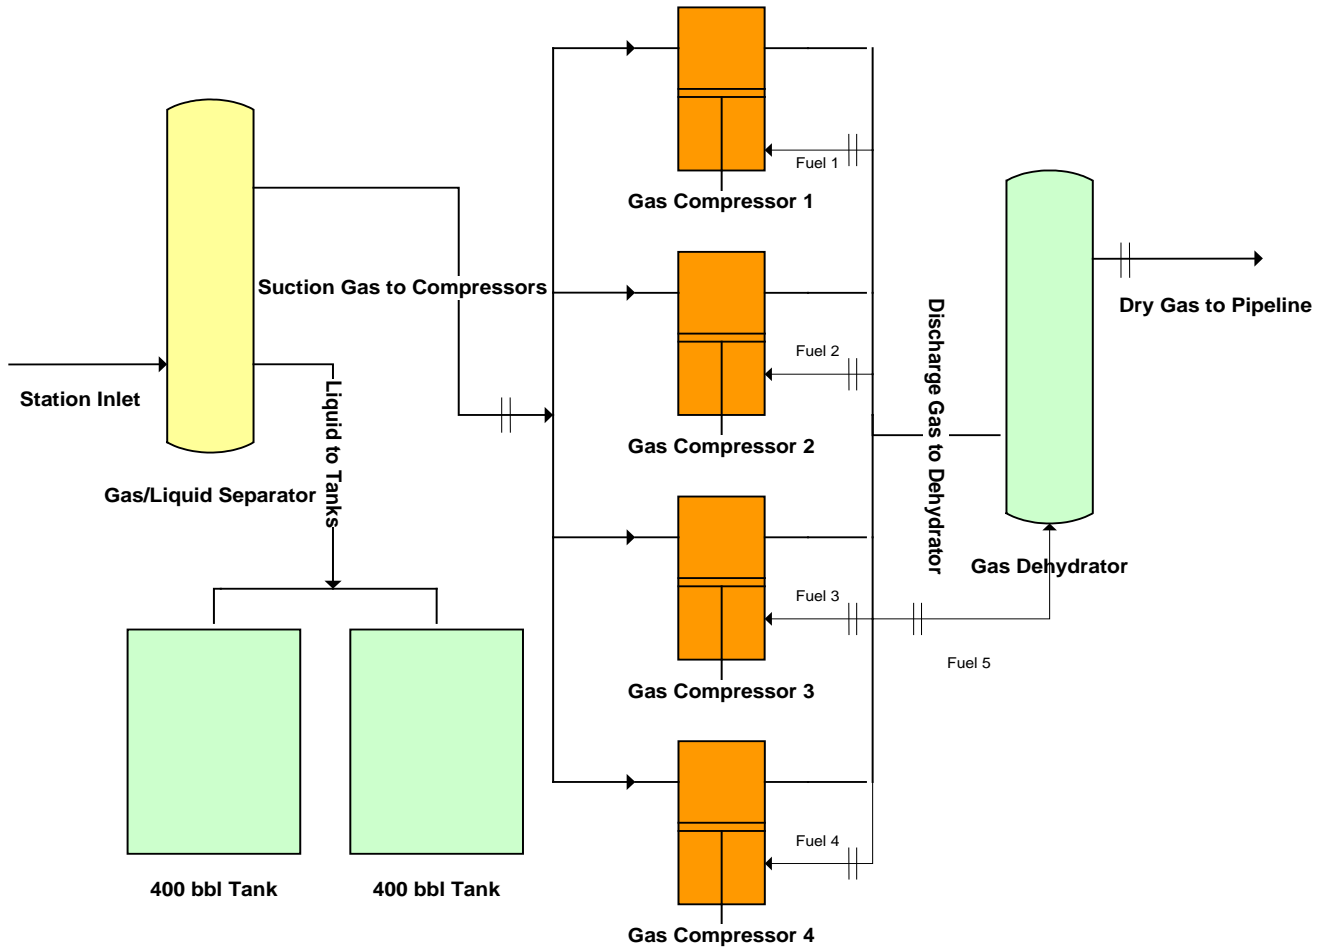 Fuel 1
Gas Compressor 1
Suction Gas to Compressors
Dry Gas to Pipeline
Fuel 2
Station Inlet
Liquid to Tanks
Discharge Gas to Dehydrator
Gas Compressor 2
Gas/Liquid Separator
Gas Dehydrator
Fuel 3
Fuel 5
Gas Compressor 3
Fuel 4
400 bbl Tank
400 bbl Tank
Gas Compressor 4